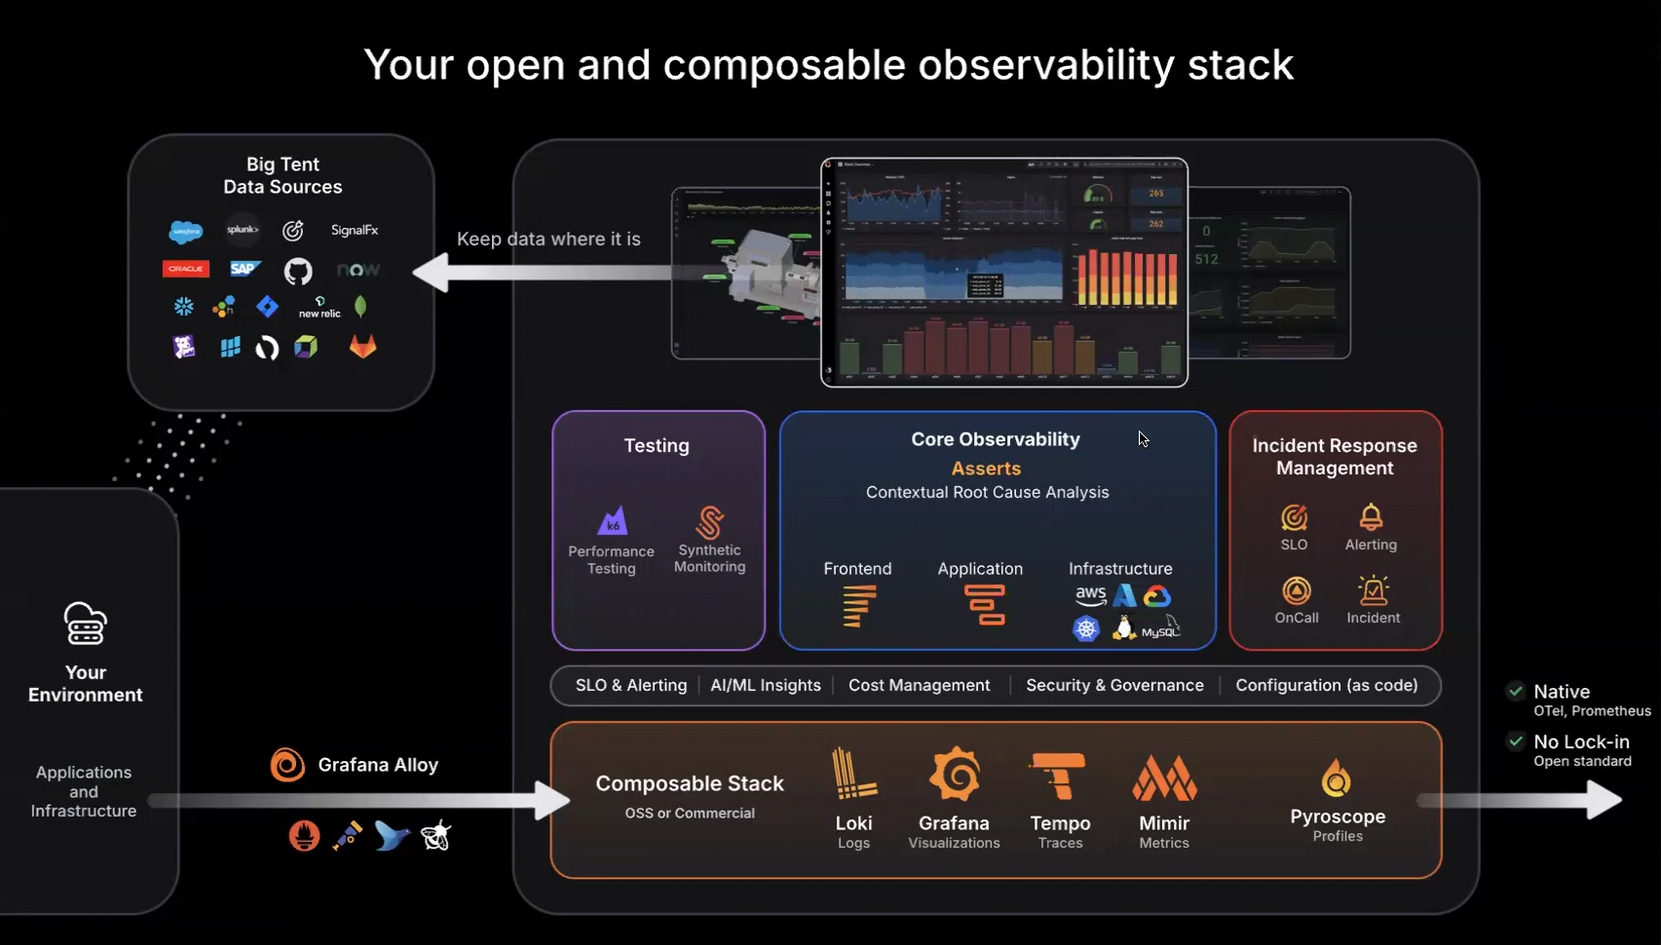 Your open and composable observability stack
Big Tent
Data Sources
salesforce
splunk>
SignalFx
ORACLE
SAP
now
new relic
Keep data where it is
265
262
0
512
Testing
k6
Performance
Testing
Synthetic
Monitoring
Core Observability
Asserts
Contextual Root Cause Analysis
Frontend
Application
Infrastructure
aws
MySQL
Incident Response
Management
SLO
Alerting
OnCall
Incident
SLO & Alerting
AI/ML Insights
Cost Management
Security & Governance
Configuration (as code)
Your
Environment
Applications
and
Infrastructure
Grafana Alloy
Composable Stack
OSS or Commercial
Loki
Logs
Grafana
Visualizations
Tempo
Traces
Mimir
Metrics
Pyroscope
Profiles
Native
OTel, Prometheus
No Lock-in
Open standard